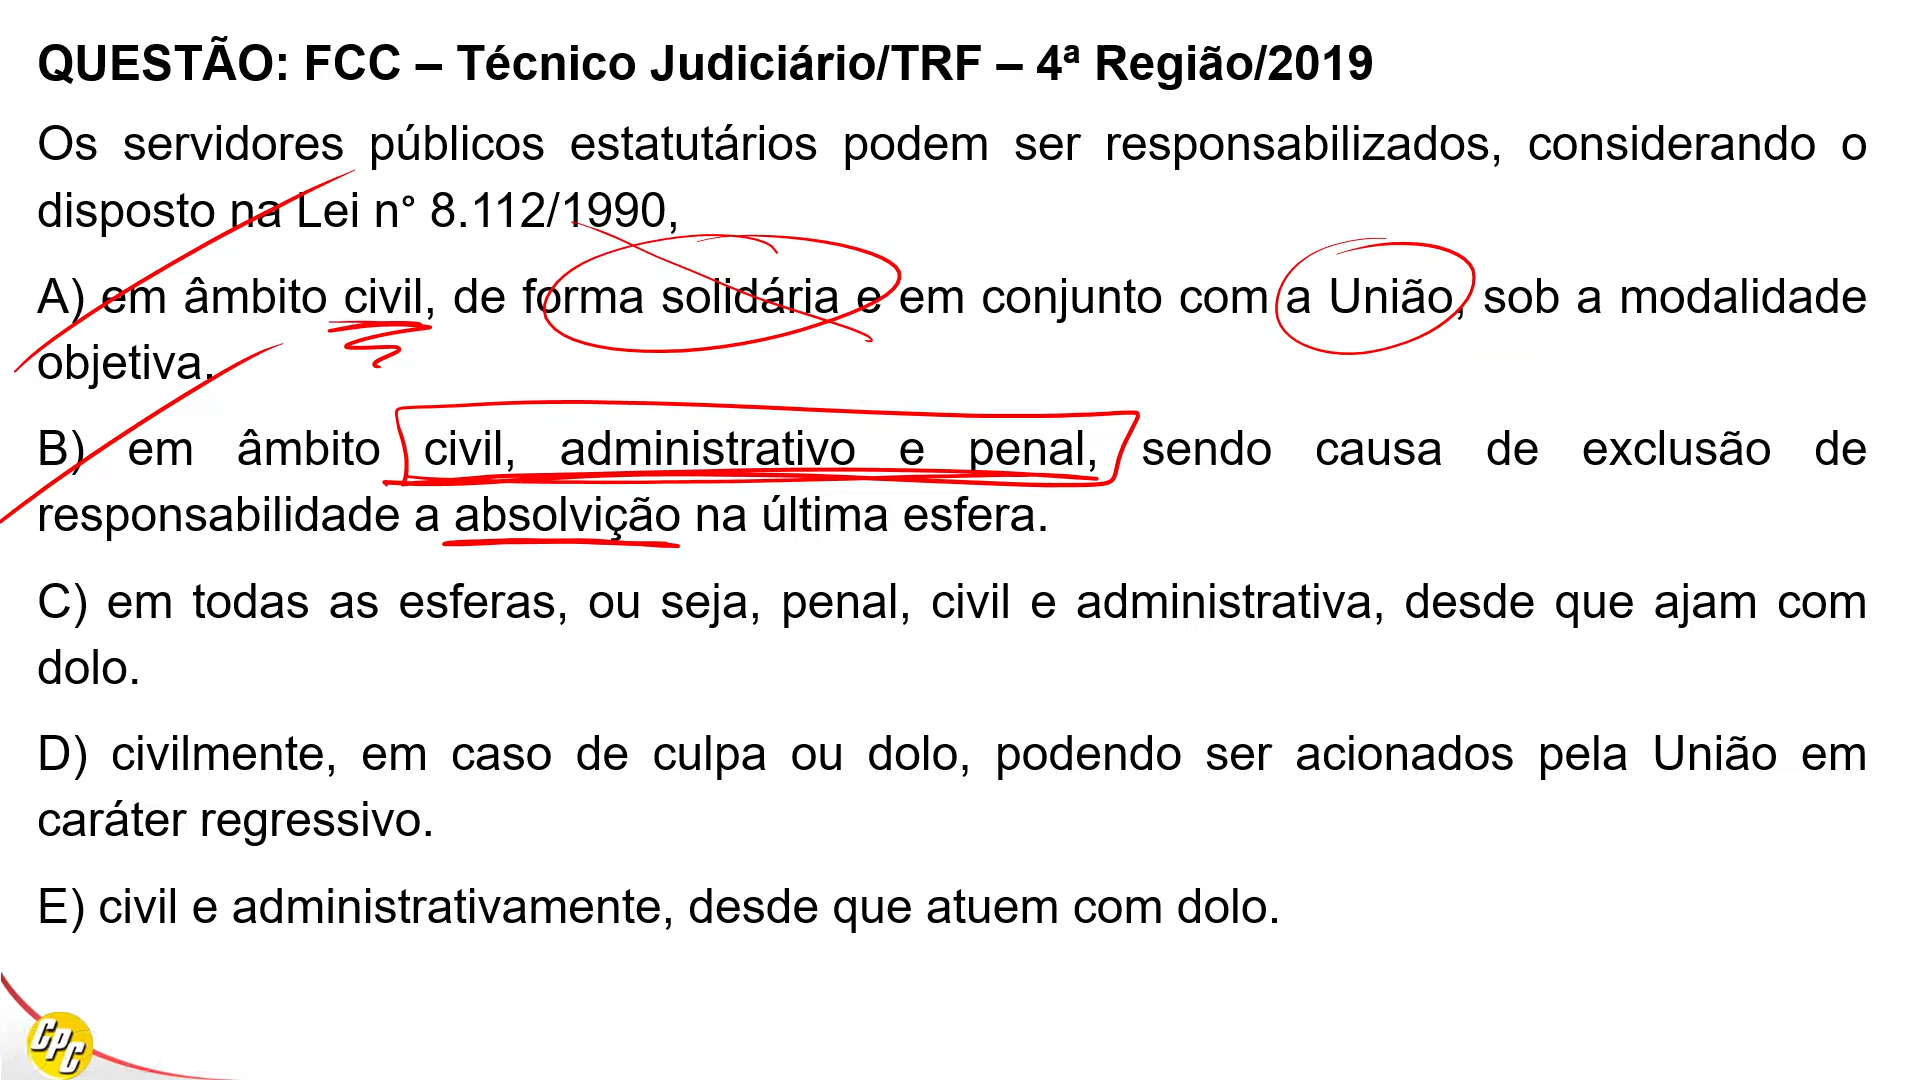 QUESTÃO: FCC – Técnico Judiciário/TRF – 4ª Região/2019
Os servidores públicos estatutários podem ser responsabilizados, considerando o
disposto na Lei n° 8.112/1990,
A) em âmbito civil, de forma solidária e em conjunto com a União, sob a modalidade
objetiva.
B) em âmbito civil, administrativo e penal, sendo causa de exclusão de
responsabilidade a absolvição na última esfera.
C) em todas as esferas, ou seja, penal, civil e administrativa, desde que ajam com
dolo.
D) civilmente, em caso de culpa ou dolo, podendo ser acionados pela União em
caráter regressivo.
E) civil e administrativamente, desde que atuem com dolo.
CPC